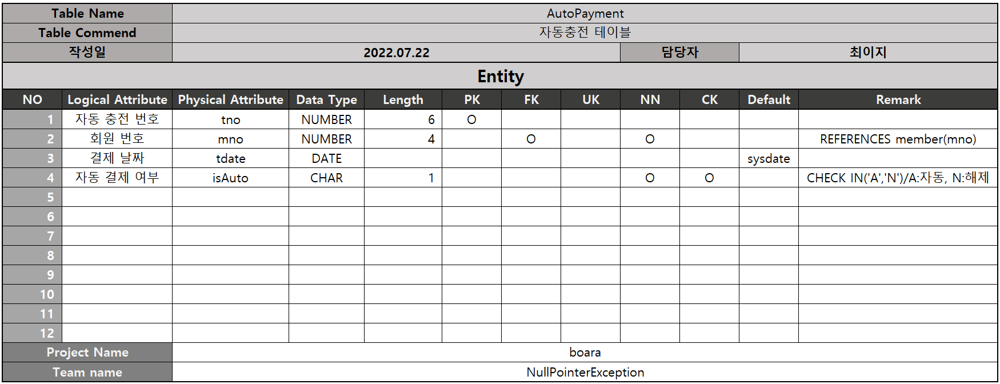 Table Name AutoPayment
Table Commend 자동충전 테이블
작성일 2022.07.22 담당자 최이지
Entity
NO Logical Attribute Physical Attribute Data Type Length PK FK UK NN CK Default Remark
1 자동 충전 번호 tno NUMBER 6 O
2 회원 번호 mno NUMBER 4 O O REFERENCES member(mno)
3 결제 날짜 tdate DATE sysdate
4 자동 결제 여부 isAuto CHAR 1 O O CHECK IN('A','N')/A:자동, N:해제
5
6
7
8
9
10
11
12
Project Name boara
Team name NullPointerException